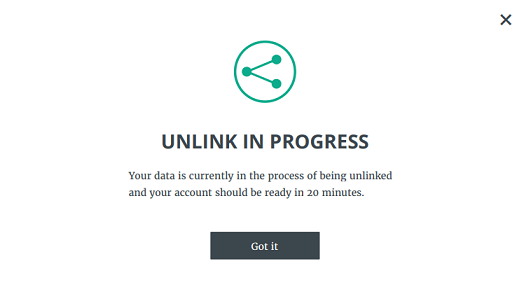 UNLINK IN PROGRESS
Your data is currently in the process of being unlinked
and your account should be ready in 20 minutes.
Got it